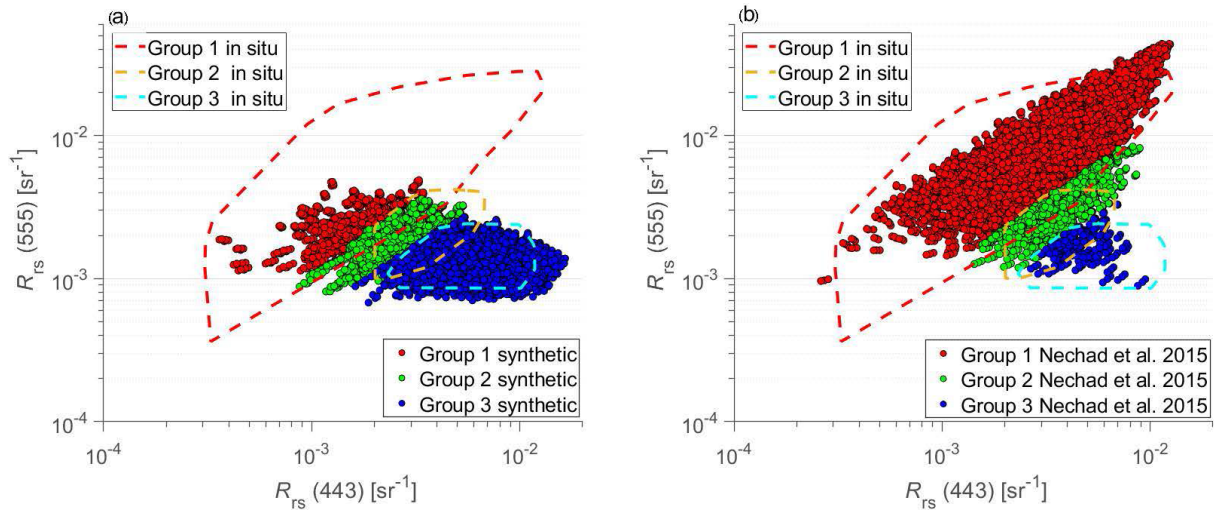 (a)
Group 1 in situ
Group 2 in situ
Group 3 in situ
10⁻²
10⁻³
10⁻⁴
Rrs (555) [sr⁻¹]
Group 1 synthetic
Group 2 synthetic
Group 3 synthetic
10⁻⁴
10⁻³
10⁻²
Rrs (443) [sr⁻¹]
(b)
Group 1 in situ
Group 2 in situ
Group 3 in situ
10⁻²
10⁻³
10⁻⁴
Rrs (555) [sr⁻¹]
Group 1 Nechad et al. 2015
Group 2 Nechad et al. 2015
Group 3 Nechad et al. 2015
10⁻⁴
10⁻³
10⁻²
Rrs (443) [sr⁻¹]